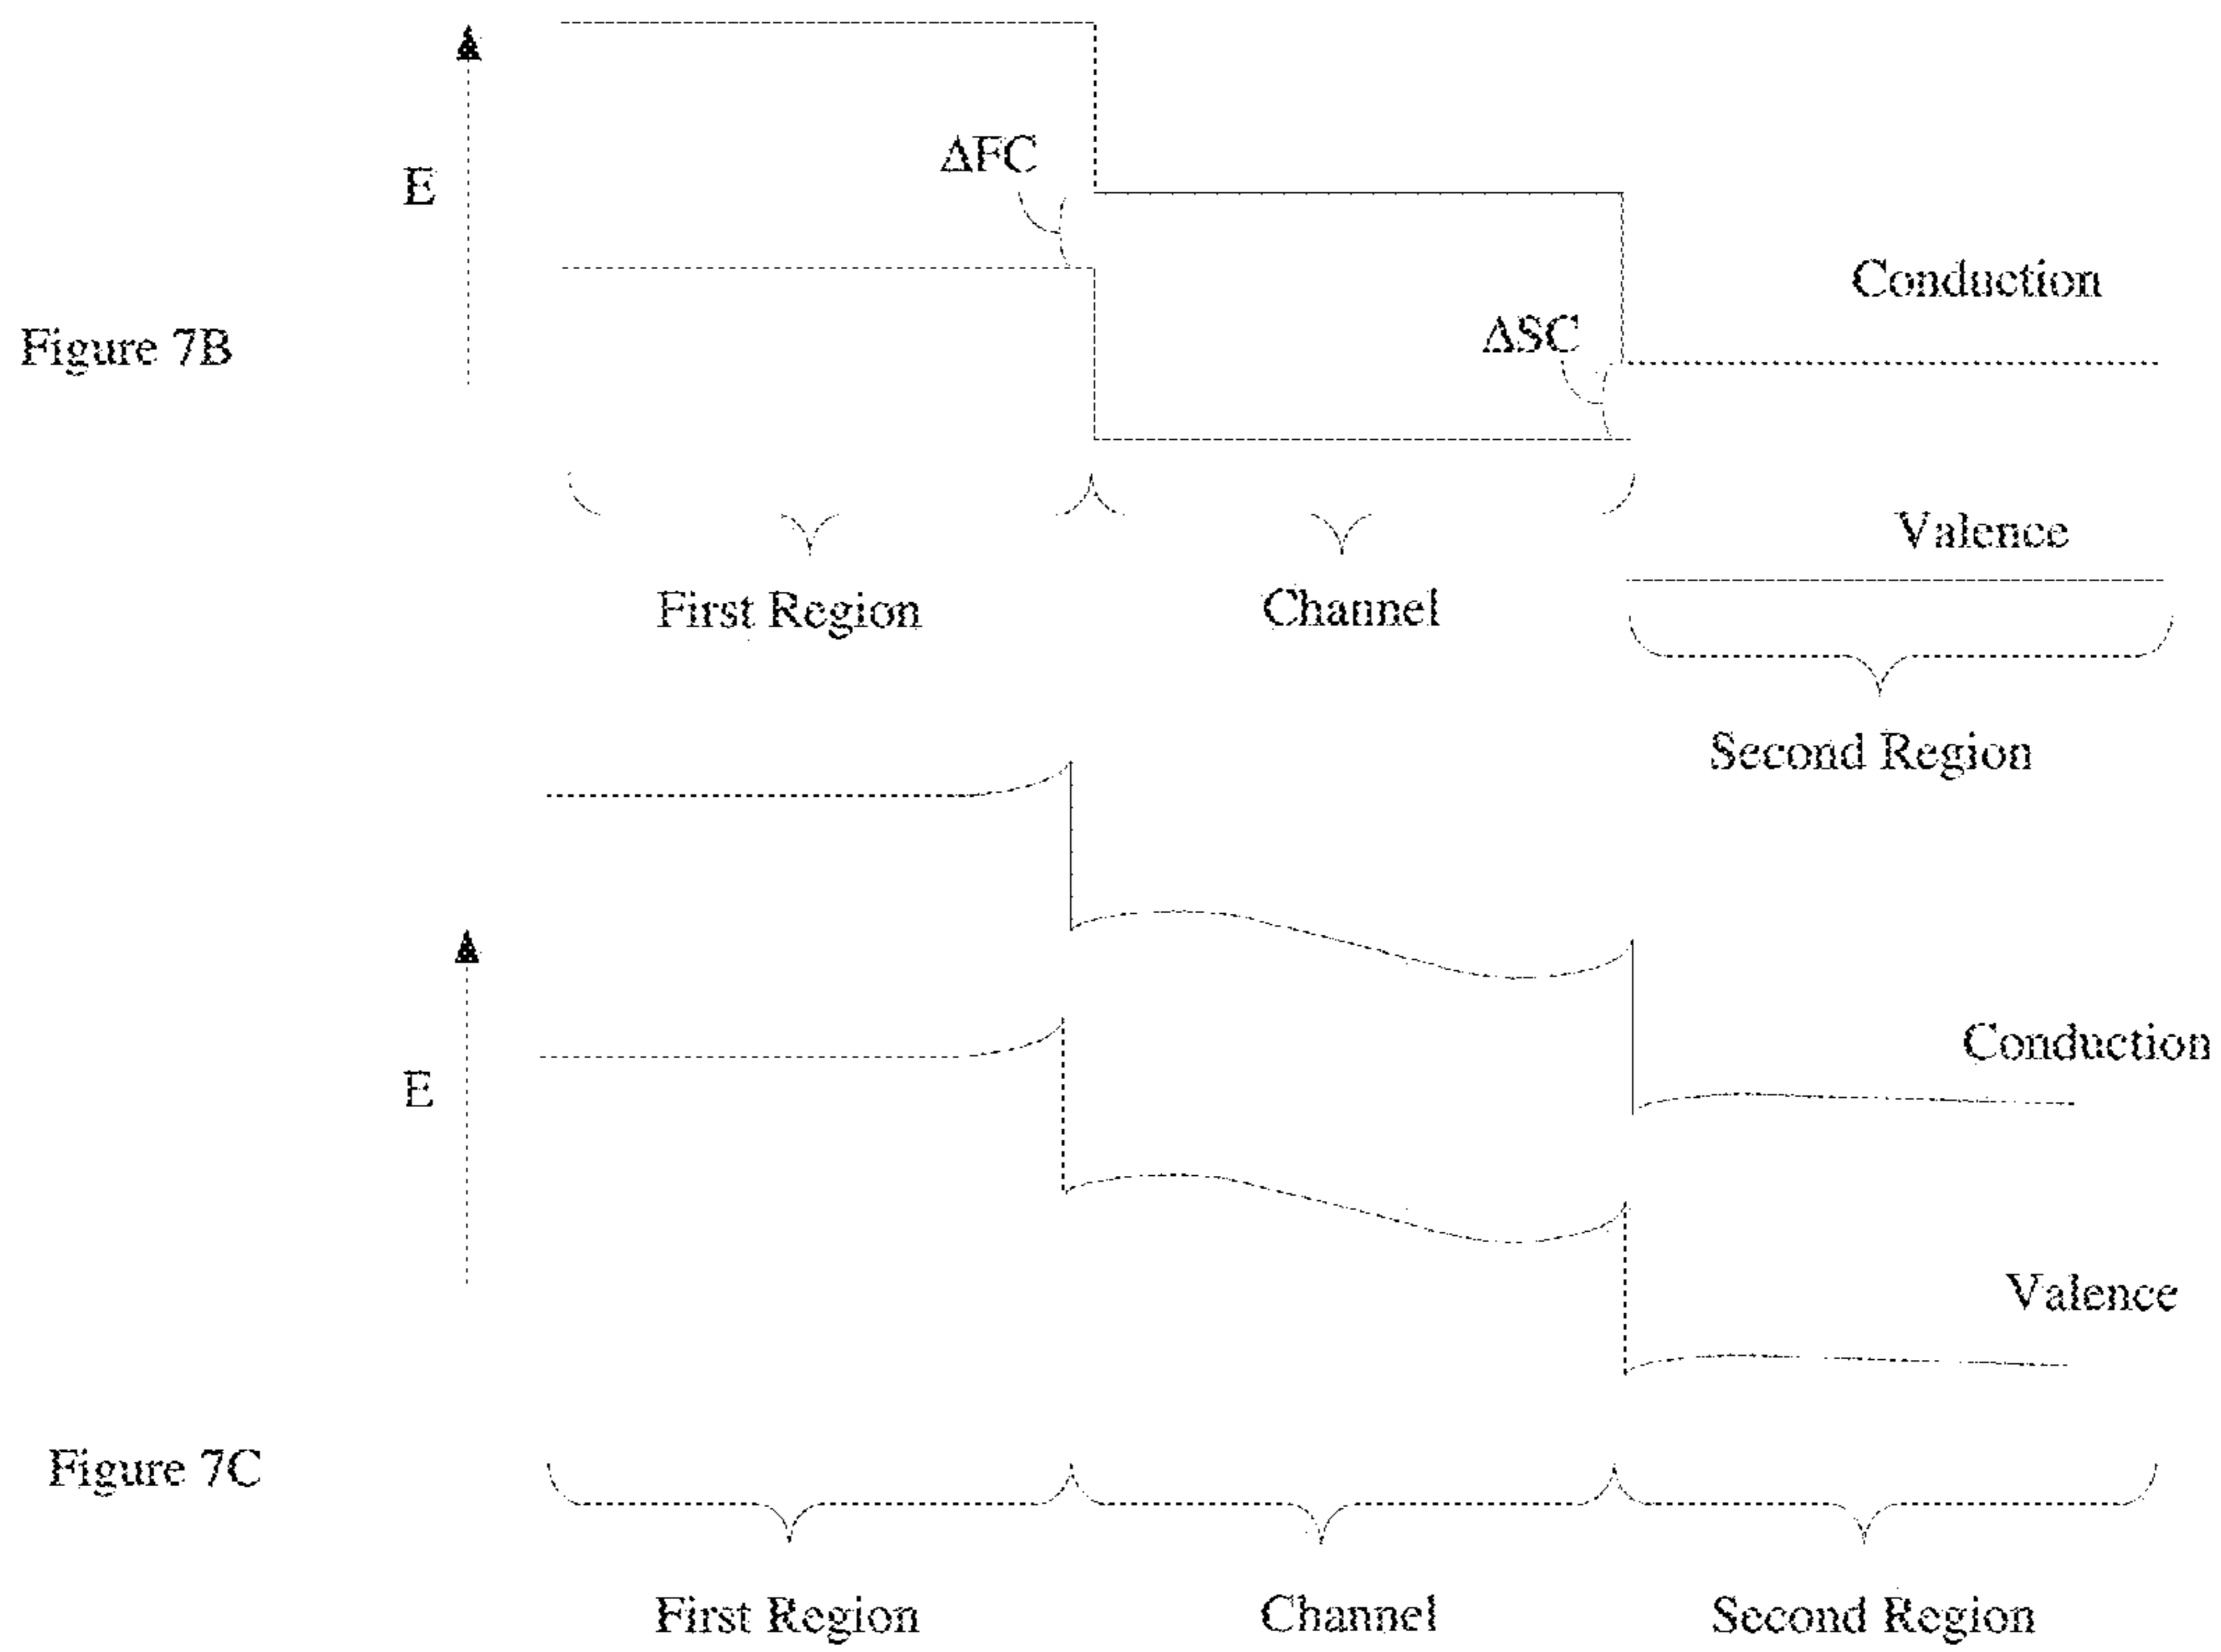 ΔFC
E
Conduction
ΔSC
Figure 7B
Valence
First Region
Channel
Second Region
Conduction
E
Valence
Figure 7C
First Region
Channel
Second Region